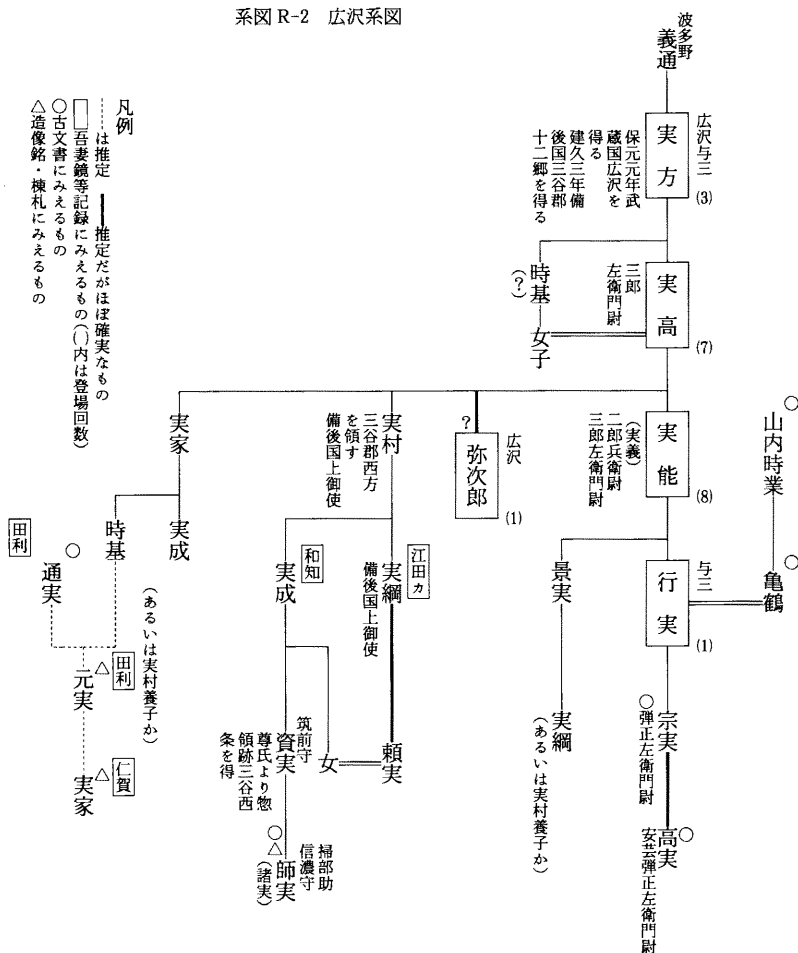 系図 R-2 広沢系図
波多野
義通
広沢与三
実方
(3)
保元元年武
蔵国広沢を
得る
建久三年備
後国三谷郡
十二郷を得る
実高
(7)
三郎
左衛門尉
時基
(?)
女子
山内時業
○
亀鶴
○
実能
(8)
(実義)
二郎兵衛尉
三郎左衛門尉
広沢
?
弥次郎
(1)
実村
三谷郡西方
を領す
備後国上御使
実家
与三
行実
(1)
景実
江田カ
実綱
備後国上御使
和知
実成
実成
時基
(あるいは実村養子か)
田利
○
通実
宗実
○弾正左衛門尉
高実
○
安芸弾正左衛門尉
実綱
(あるいは実村養子か)
頼実
女
資実
筑前守
尊氏より惣
領跡三谷西
条を得
師実
○△
(諸実)
掃部助
信濃守
田利
△
元実
仁賀
△
実家
凡例
……は推定 ━推定だがほぼ確実なもの
□吾妻鏡等記録にみえるもの(()内は登場回数)
○古文書にみえるもの
△造像銘・棟札にみえるもの